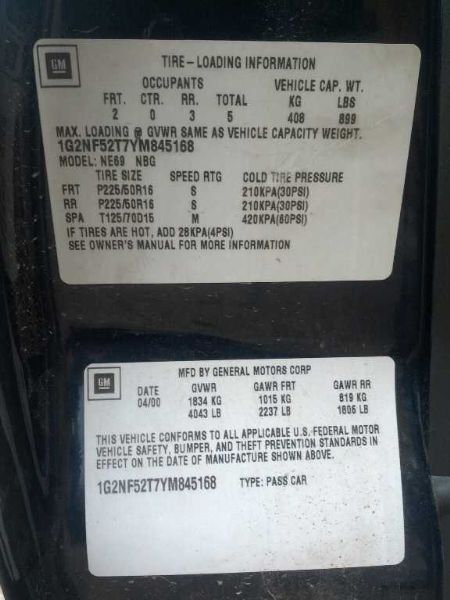 GM
TIRE-LOADING INFORMATION
OCCUPANTS VEHICLE CAP. WT.
FRT. CTR. RR. TOTAL KG LBS
2 0 3 5 408 899
MAX. LOADING @ GVWR SAME AS VEHICLE CAPACITY WEIGHT.
1G2NF52T7YM845168
MODEL: NE69 NBG
TIRE SIZE SPEED RTG COLD TIRE PRESSURE
FRT P225/50R16 S 210KPA(30PSI)
RR P225/50R16 S 210KPA(30PSI)
SPA T125/70D15 M 420KPA(60PSI)
IF TIRES ARE HOT, ADD 28KPA(4PSI)
SEE OWNER'S MANUAL FOR MORE INFORMATION
GM
MFD BY GENERAL MOTORS CORP
DATE GVWR GAWR FRT GAWR RR
04/00 1834 KG 1015 KG 819 KG
4043 LB 2237 LB 1806 LB
THIS VEHICLE CONFORMS TO ALL APPLICABLE U.S. FEDERAL MOTOR
VEHICLE SAFETY, BUMPER, AND THEFT PREVENTION STANDARDS IN
EFFECT ON THE DATE OF MANUFACTURE SHOWN ABOVE.
1G2NF52T7YM845168 TYPE: PASS CAR